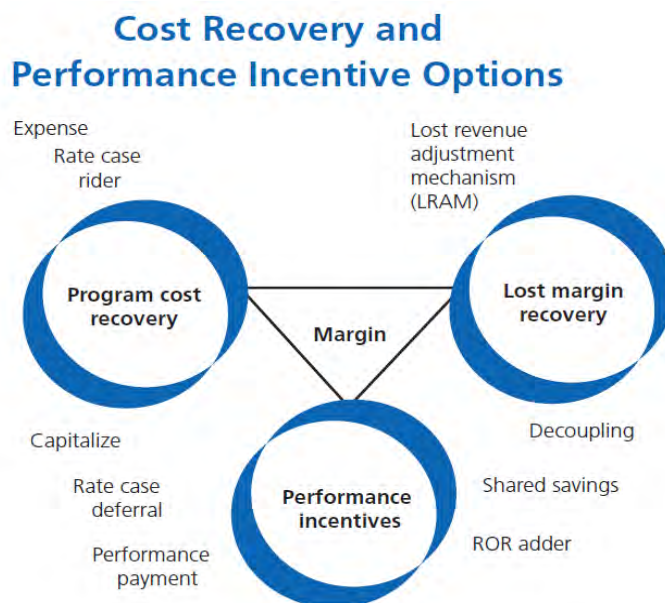 Cost Recovery and
Performance Incentive Options
Expense
Rate case
rider
Lost revenue
adjustment
mechanism
(LRAM)
Program cost
recovery
Margin
Lost margin
recovery
Capitalize
Rate case
deferral
Performance
payment
Performance
incentives
Decoupling
Shared savings
ROR adder